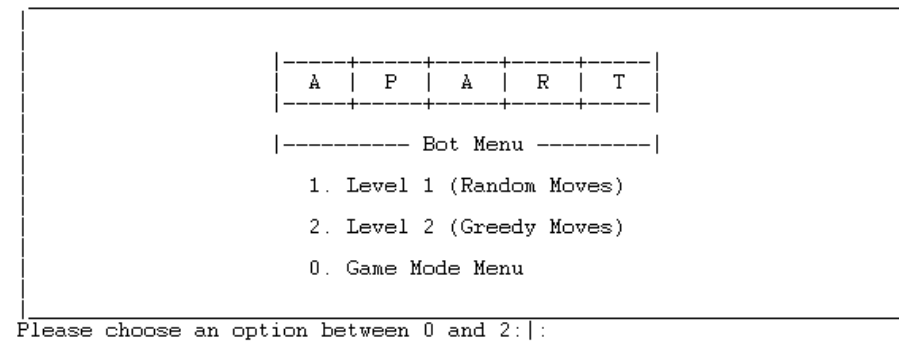 |-----+-----+-----+-----+-----|
| A | P | A | R | T |
|-----+-----+-----+-----+-----|
|---------- Bot Menu ---------|
1. Level 1 (Random Moves)
2. Level 2 (Greedy Moves)
0. Game Mode Menu
Please choose an option between 0 and 2:|: